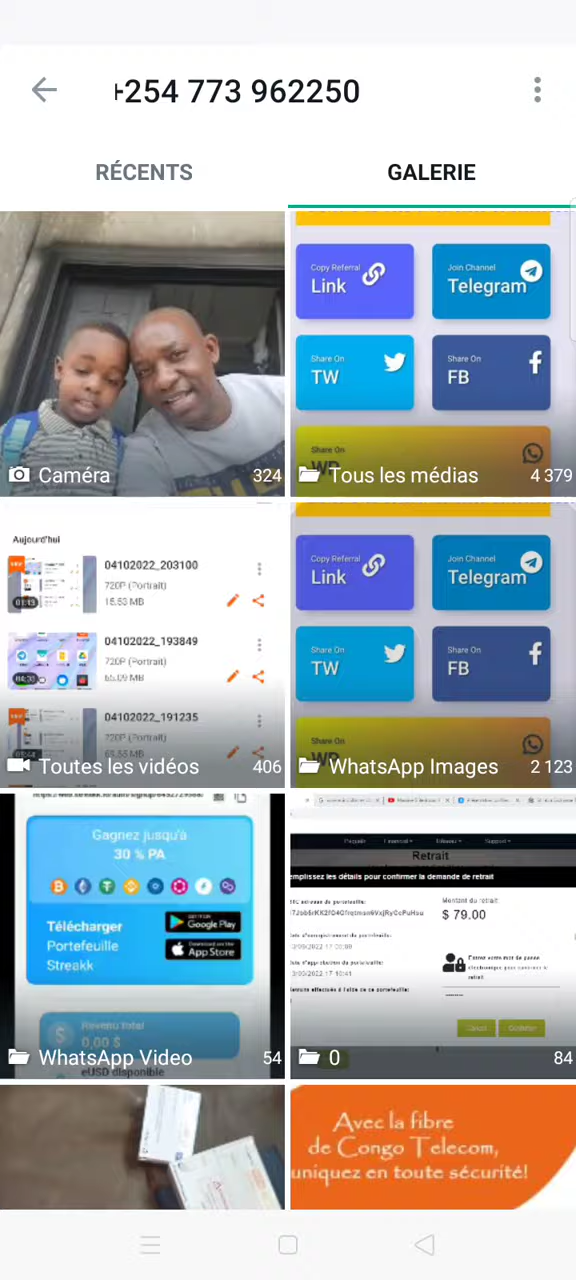 +254 773 962250
RÉCENTS
GALERIE
Caméra
324
Copy Referral
Link
Join Channel
Telegram
Share On
TW
Share On
FB
Share On
Tous les médias
4 379
Aujourd'hui
04102022_203100
720P (Portrait)
15.53 MB
04102022_193849
720P (Portrait)
04102022_191235
720P (Portrait)
Toutes les vidéos
406
Copy Referral
Link
Join Channel
Telegram
Share On
TW
Share On
FB
Share On
WhatsApp Images
2 123
Gagnez jusqu'à
30 % PA
Télécharger
Portefeuille
Streakk
Google Play
App Store
Revenu total
0,00 $
eUSD disponible
WhatsApp Video
54
Retrait
emplissez les détails pour confirmer la demande de retrait
Montant du retrait
$ 79.00
0
84
Avec la fibre
de Congo Telecom,
uniquez en toute sécurité!